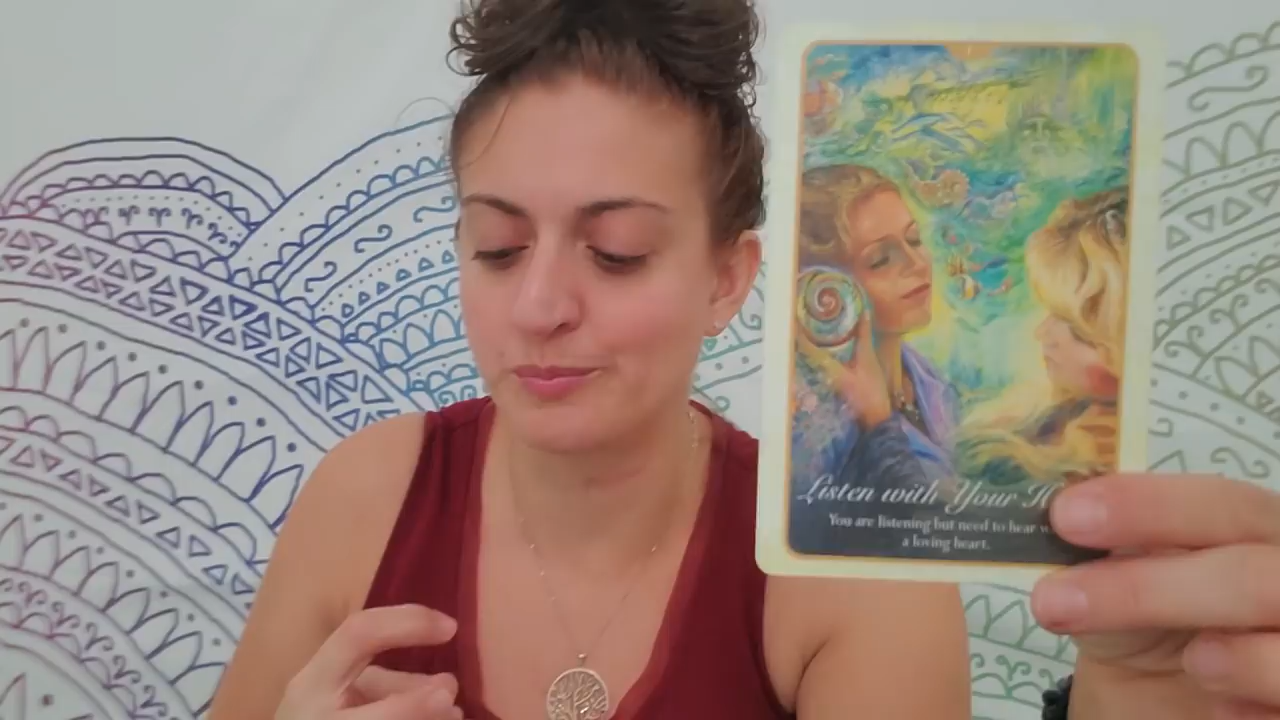 Listen with Your
You are listening but need to hear
a loving heart.